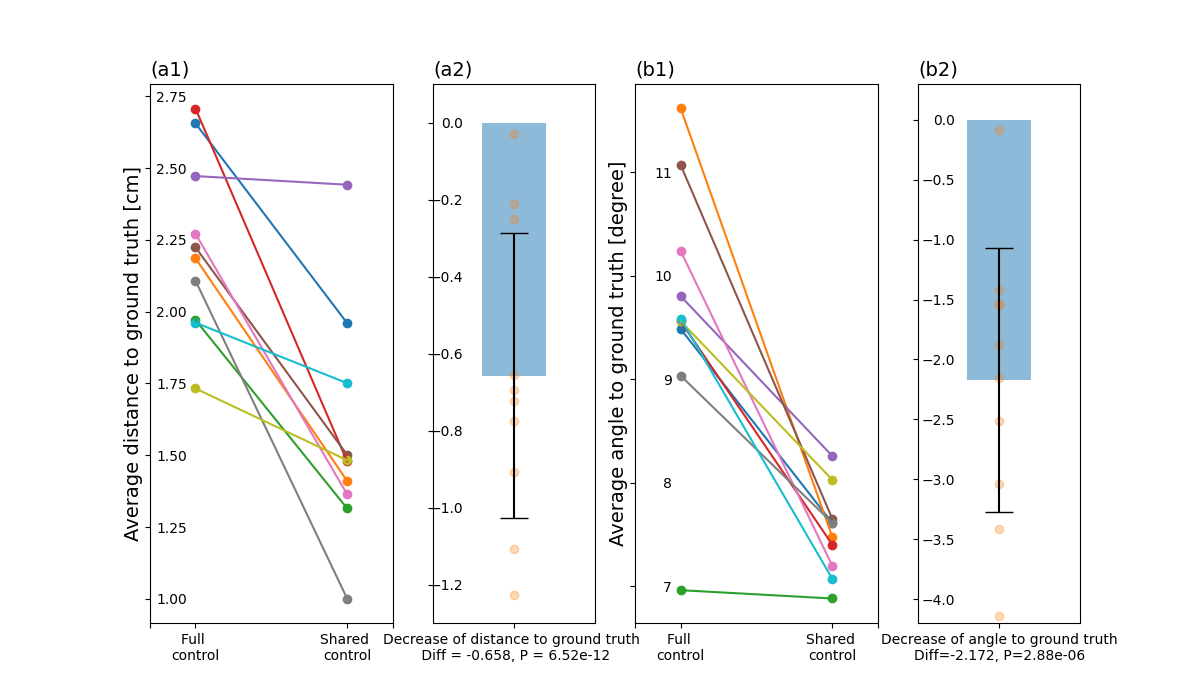 (a1)
(a2)
(b1)
(b2)
Average distance to ground truth [cm]
2.75
2.50
2.25
2.00
1.75
1.50
1.25
1.00
Full
control
Shared
control
0.0
−0.2
−0.4
−0.6
−0.8
−1.0
−1.2
Decrease of distance to ground truth
Diff = -0.658, P = 6.52e-12
Average angle to ground truth [degree]
11
10
9
8
7
Full
control
Shared
control
0.0
−0.5
−1.0
−1.5
−2.0
−2.5
−3.0
−3.5
−4.0
Decrease of angle to ground truth
Diff=-2.172, P=2.88e-06